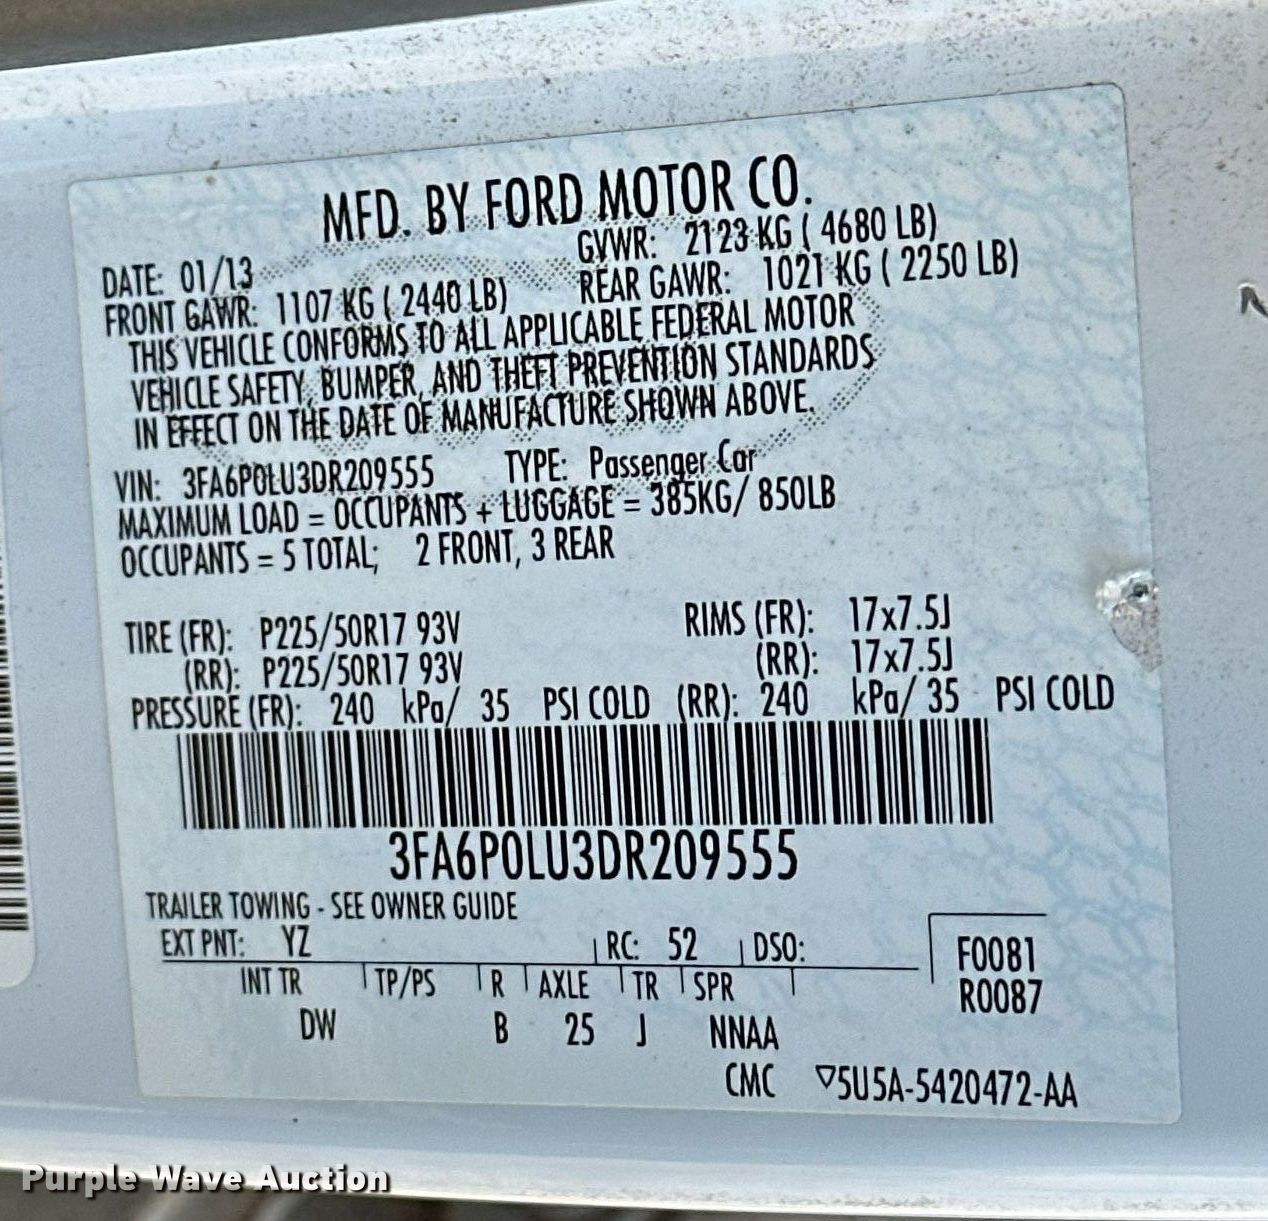 MFD. BY FORD MOTOR CO.
DATE: 01/13 GVWR: 2123 KG ( 4680 LB)
FRONT GAWR: 1107 KG ( 2440 LB) REAR GAWR: 1021 KG ( 2250 LB)
THIS VEHICLE CONFORMS TO ALL APPLICABLE FEDERAL MOTOR
VEHICLE SAFETY, BUMPER, AND THEFT PREVENTION STANDARDS
IN EFFECT ON THE DATE OF MANUFACTURE SHOWN ABOVE.
VIN: 3FA6P0LU3DR209555 TYPE: Passenger Car
MAXIMUM LOAD = OCCUPANTS + LUGGAGE = 385KG/ 850LB
OCCUPANTS = 5 TOTAL; 2 FRONT, 3 REAR
TIRE (FR): P225/50R17 93V RIMS (FR): 17x7.5J
(RR): P225/50R17 93V (RR): 17x7.5J
PRESSURE (FR): 240 kPa/ 35 PSI COLD (RR): 240 kPa/ 35 PSI COLD
3FA6P0LU3DR209555
TRAILER TOWING - SEE OWNER GUIDE
EXT PNT: YZ RC: 52 DSO: F0081
INT TR TP/PS R AXLE TR SPR R0087
DW B 25 J NNAA
CMC ▽5U5A-5420472-AA
Purple Wave Auction